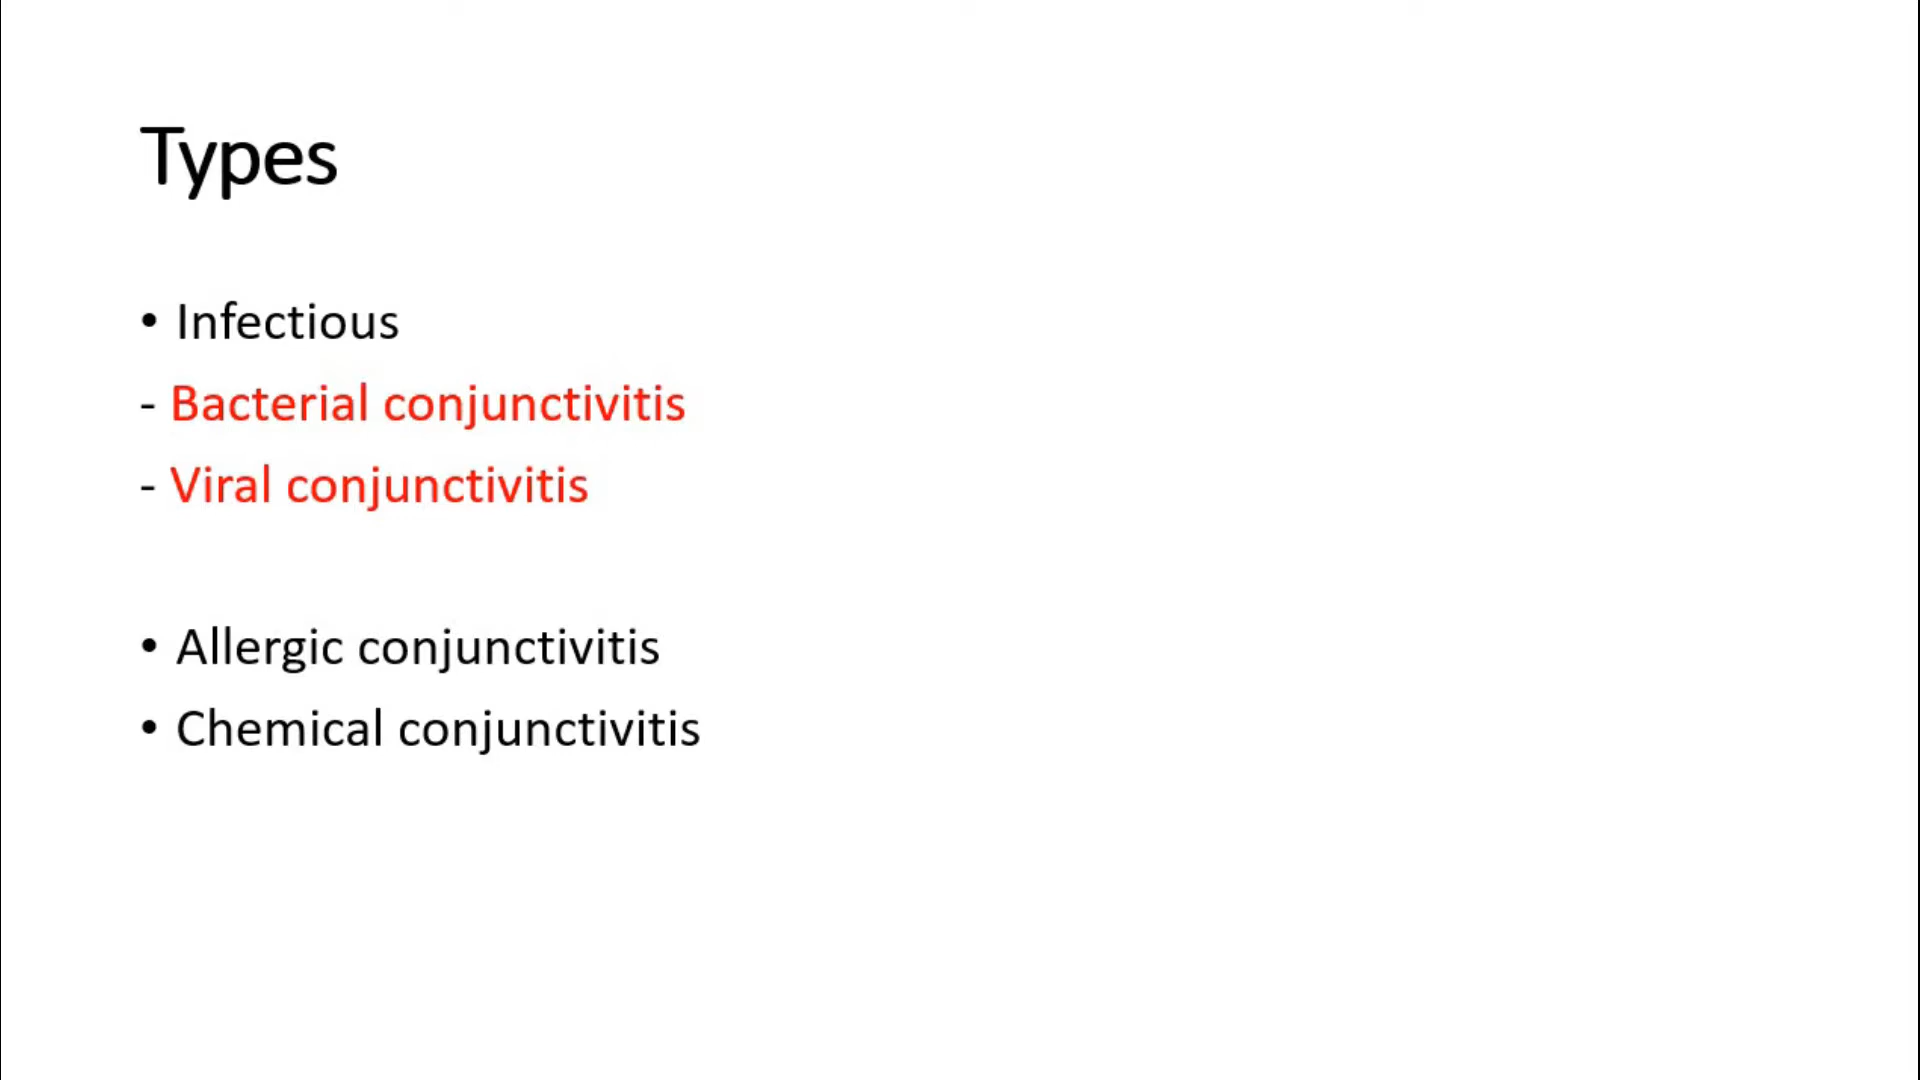 Types
• Infectious
- Bacterial conjunctivitis
- Viral conjunctivitis
• Allergic conjunctivitis
• Chemical conjunctivitis